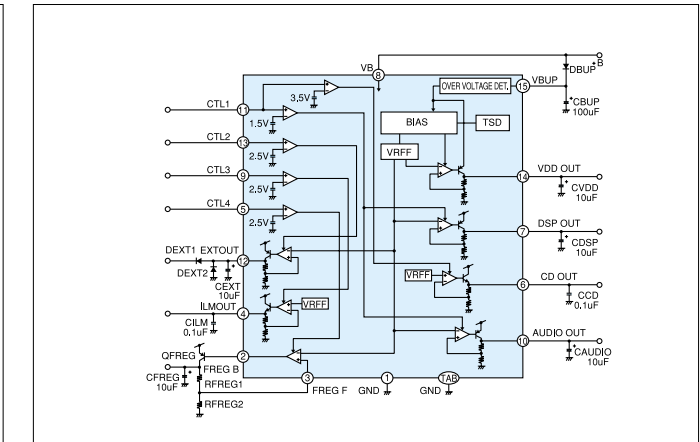 VB
8
DBUP
+B
VBUP
15
OVER VOLTAGE DET.
CBUP
100uF
CTL1
11
3.5V
1.5V
BIAS
TSD
CTL2
13
2.5V
VRFF
CTL3
9
2.5V
14
VDD OUT
CVDD
10uF
CTL4
5
2.5V
7
DSP OUT
CDSP
10uF
DEXT1
EXTOUT
12
DEXT2
CEXT
10uF
VRFF
6
CD OUT
CCD
0.1uF
ILMOUT
4
CILM
0.1uF
VRFF
10
AUDIO OUT
CAUDIO
10uF
QFREG
2
FREG B
CFREG
10uF
RFREG1
3
FREG F
1
GND
TAB
GND
RFREG2